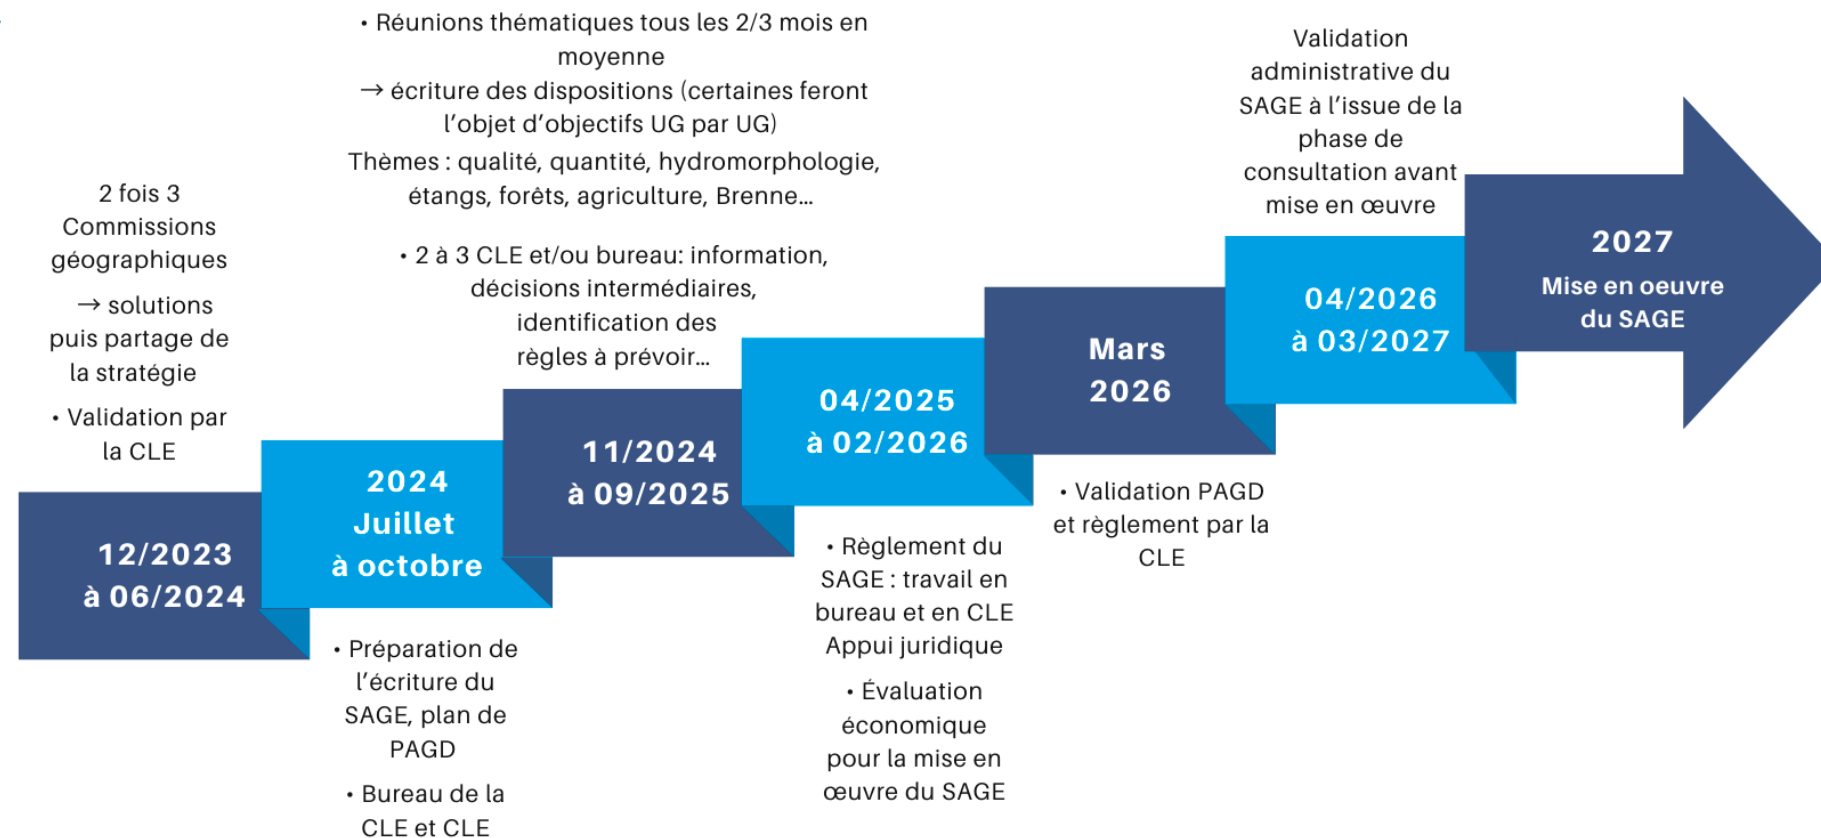 2 fois 3
Commissions
géographiques
→ solutions
puis partage de
la stratégie
• Validation par
la CLE
12/2023
à 06/2024
2024
Juillet
à octobre
• Préparation de
l'écriture du
SAGE, plan de
PAGD
• Bureau de la
CLE et CLE
• Réunions thématiques tous les 2/3 mois en
moyenne
→ écriture des dispositions (certaines feront
l'objet d'objectifs UG par UG)
Thèmes : qualité, quantité, hydromorphologie,
étangs, forêts, agriculture, Brenne...
• 2 à 3 CLE et/ou bureau: information,
décisions intermédiaires,
identification des
règles à prévoir...
11/2024
à 09/2025
04/2025
à 02/2026
• Règlement du
SAGE : travail en
bureau et en CLE
Appui juridique
• Évaluation
économique
pour la mise en
œuvre du SAGE
Mars
2026
• Validation PAGD
et règlement par la
CLE
Validation
administrative du
SAGE à l'issue de la
phase de
consultation avant
mise en œuvre
04/2026
à 03/2027
2027
Mise en oeuvre
du SAGE